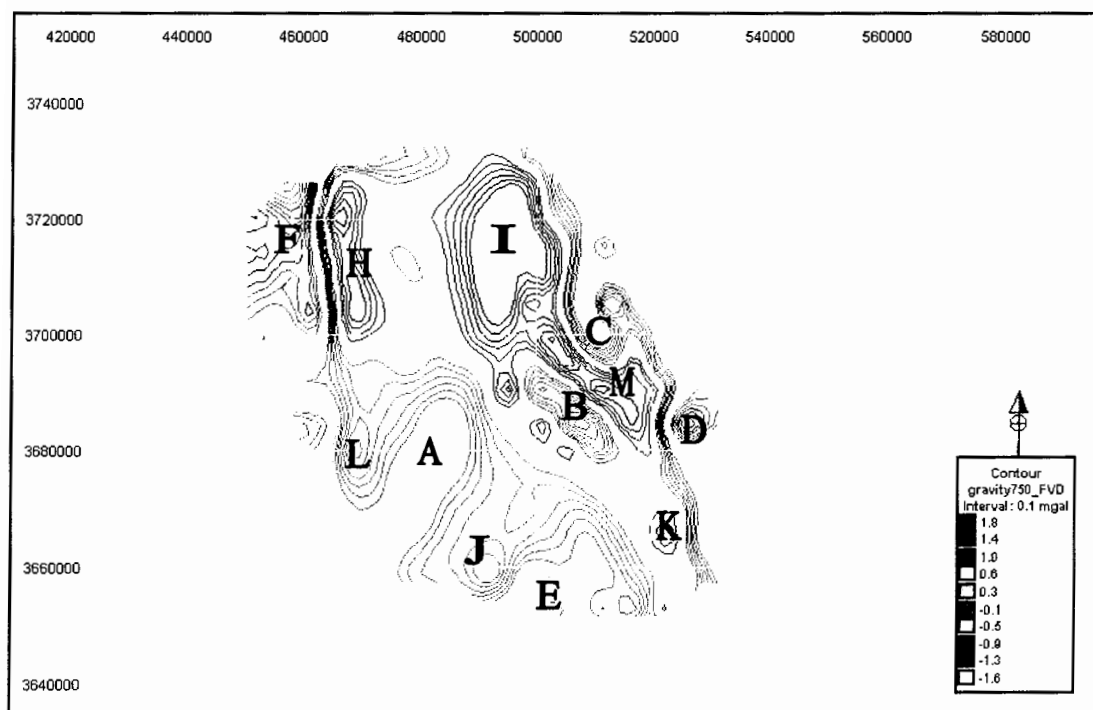 420000 440000 460000 480000 500000 520000 540000 560000 580000
3740000
3720000
F
I
H
3700000
C
M
B
D
3680000
L
A
K
J
3660000
E
3640000
Contour
gravity750_FVD
Interval: 0.1 mgal
1.8
1.4
1.0
0.6
0.3
-0.1
-0.5
-0.9
-1.3
-1.6